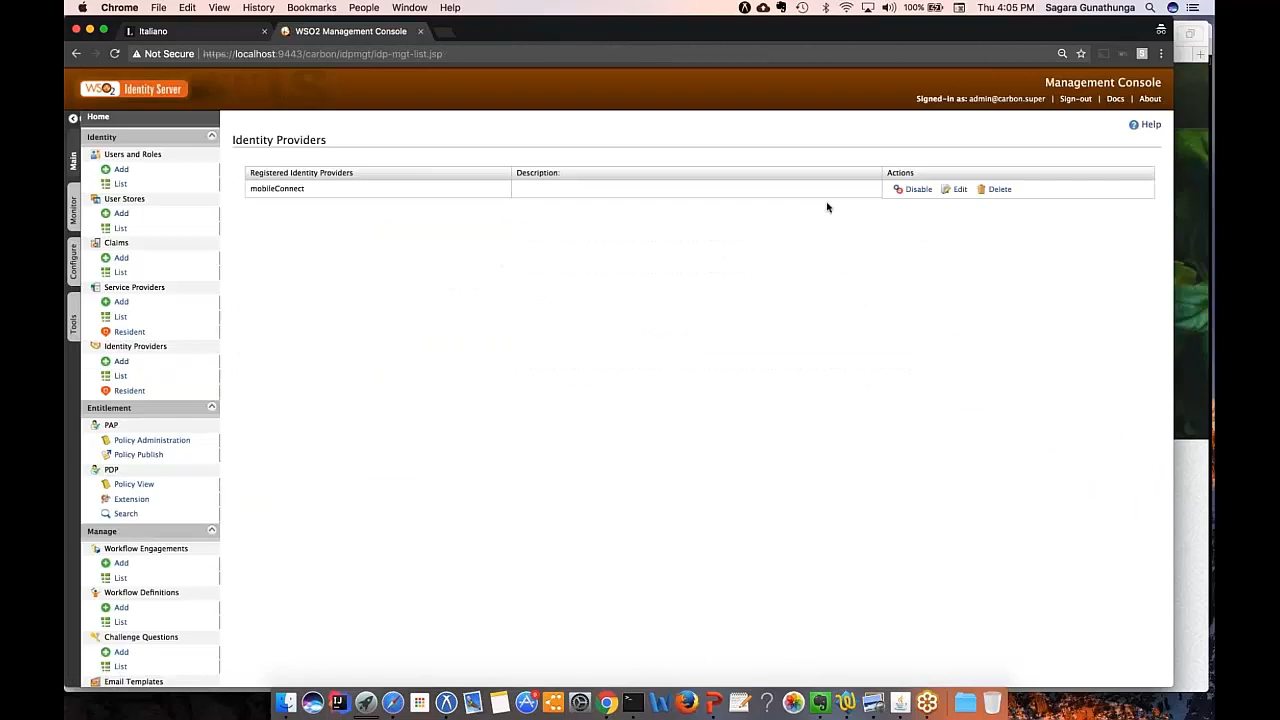 Chrome File Edit View History Bookmarks People Window Help 100% Thu 4:05 PM Sagara Gunathunga
Italiano
WSO2 Management Console
Not Secure https://localhost:9443/carbon/idpmgt/idp-mgt-list.jsp
WSO2 Identity Server
Management Console
Signed-in as: admin@carbon.super Sign-out Docs About
Help
Main
Monitor
Configure
Tools
Home
Identity
Users and Roles
Add
List
User Stores
Add
List
Claims
Add
List
Service Providers
Add
List
Resident
Identity Providers
Add
List
Resident
Entitlement
PAP
Policy Administration
Policy Publish
PDP
Policy View
Extension
Search
Manage
Workflow Engagements
Add
List
Workflow Definitions
Add
List
Challenge Questions
Add
List
Email Templates
Identity Providers
Registered Identity Providers Description: Actions
mobileConnect Disable Edit Delete